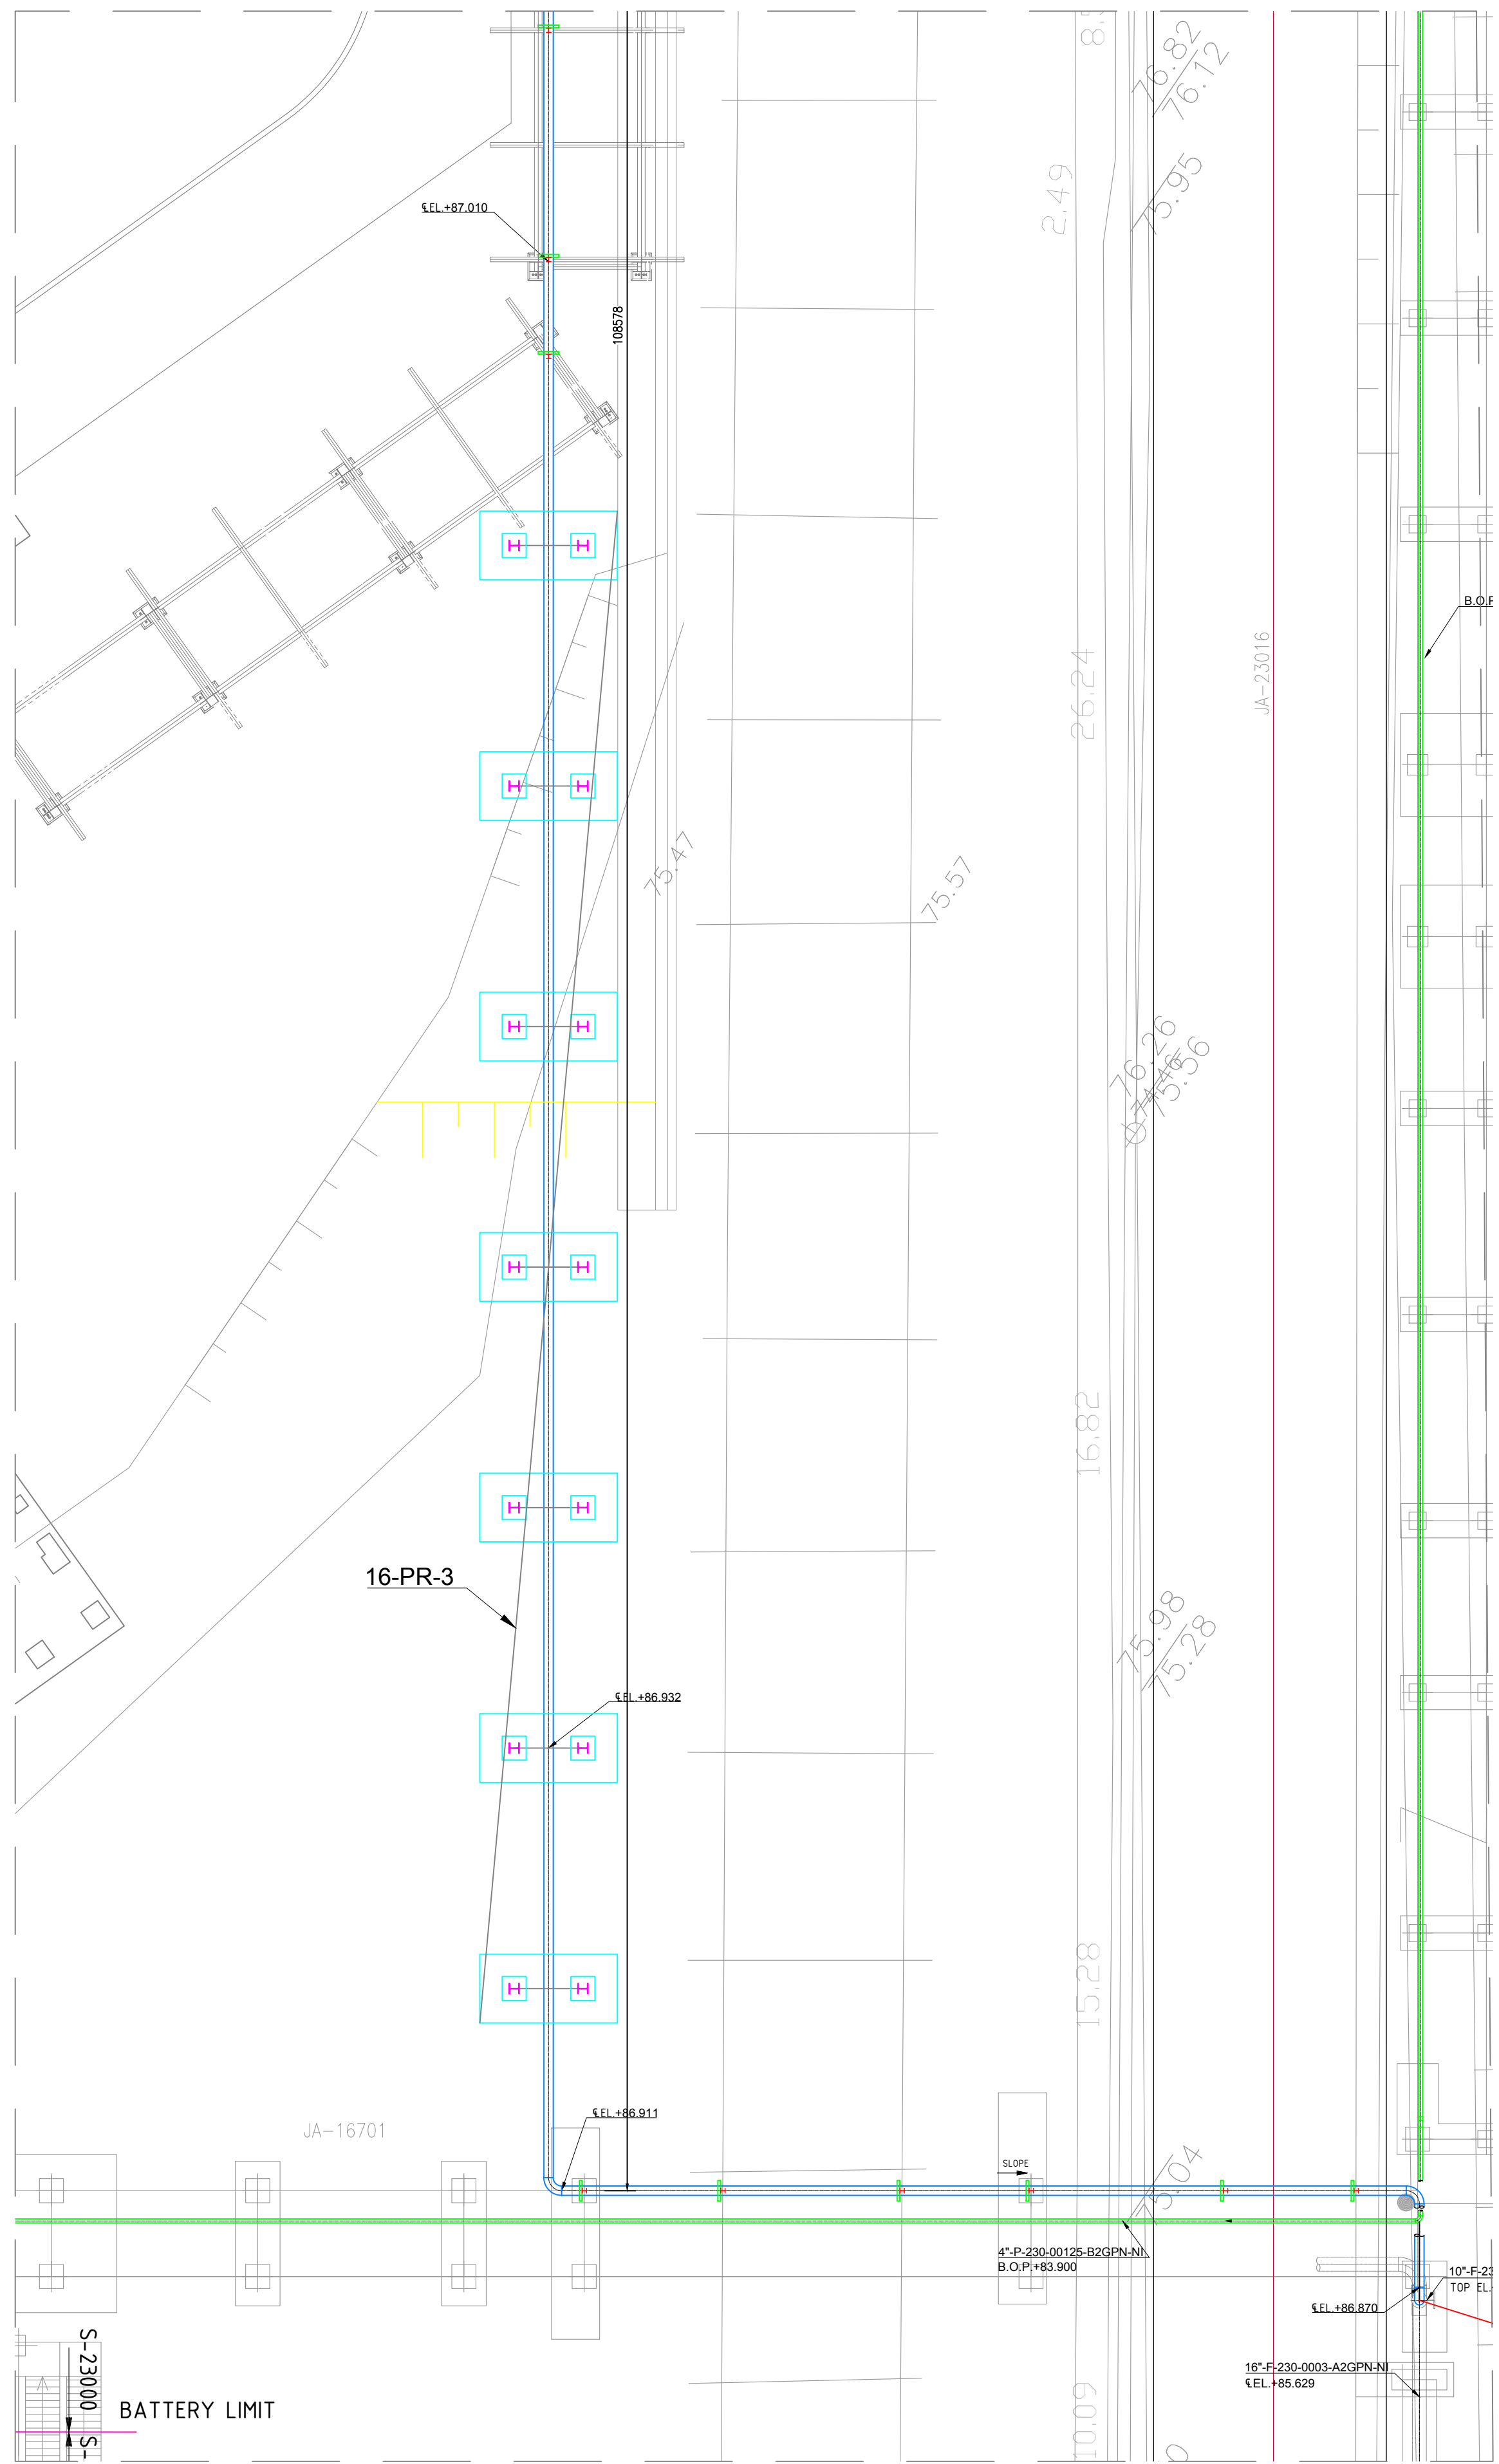 8.5
76.82
76.12
75.95
2.49
℄EL.+87.010
108578
B.O.P
JA-23016
26.24
75.47
75.57
76.26
75.56
16.82
16-PR-3
75.98
75.28
℄EL.+86.932
15.28
℄EL.+86.911
JA-16701
SLOPE
75.04
4"-P-230-00125-B2GPN-NI
B.O.P.+83.900
10"-F-23
TOP EL.
℄EL.+86.870
16"-F-230-0003-A2GPN-NI
℄EL.+85.629
S-23000
S-
BATTERY LIMIT
10.09